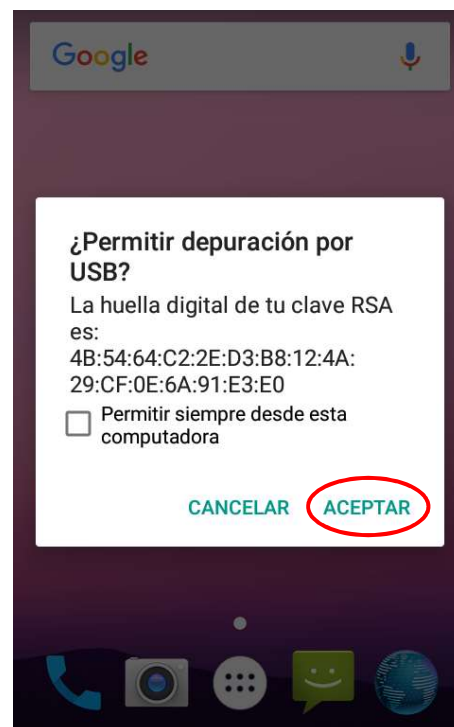 Google
¿Permitir depuración por
USB?
La huella digital de tu clave RSA
es:
4B:54:64:C2:2E:D3:B8:12:4A:
29:CF:0E:6A:91:E3:E0
Permitir siempre desde esta
computadora
CANCELAR ACEPTAR